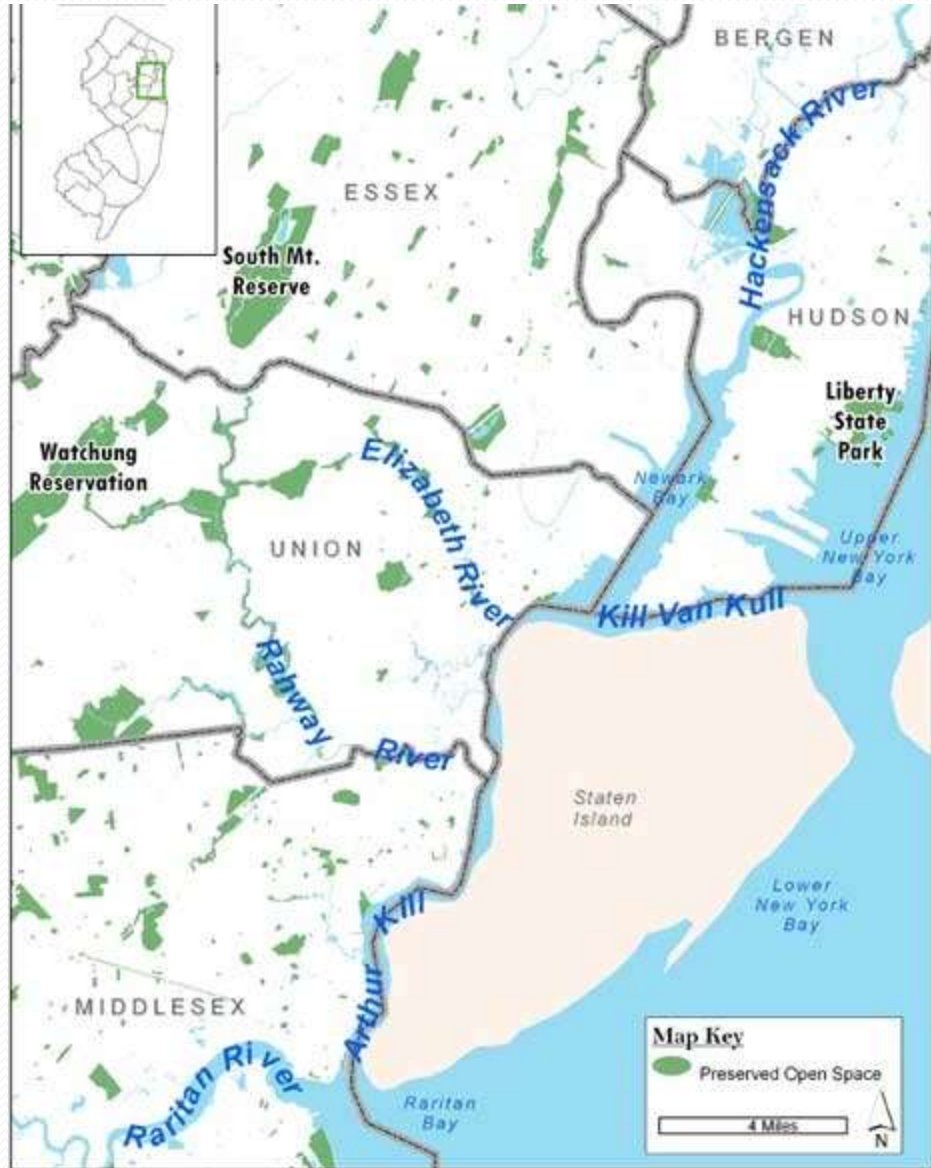 BERGEN
Hackensack River
ESSEX
South Mt.
Reserve
HUDSON
Liberty
State
Park
Watchung
Reservation
Elizabeth River
Newark
Bay
UNION
Upper
New York
Bay
Kill Van Kull
Rahway
River
Staten
Island
Lower
New York
Bay
Arthur Kill
MIDDLESEX
Raritan River
Raritan
Bay
Map Key
Preserved Open Space
4 Miles
N